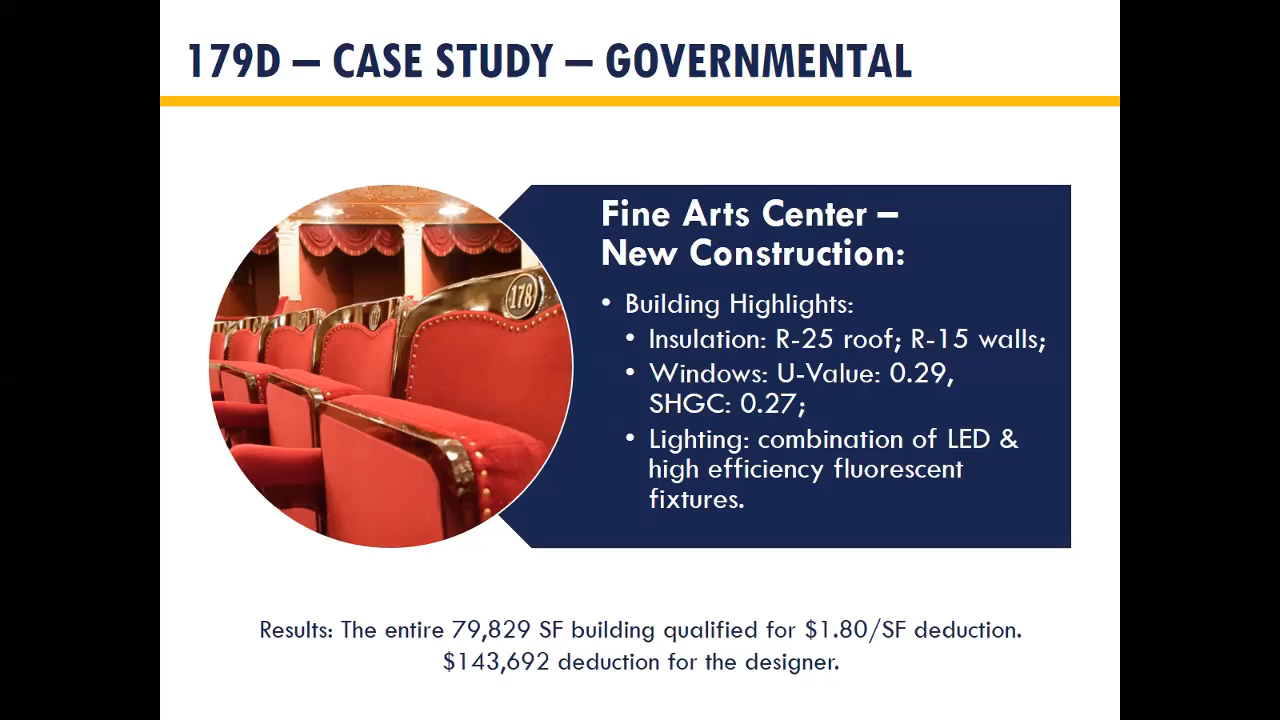 179D – CASE STUDY – GOVERNMENTAL
Fine Arts Center –
New Construction:
• Building Highlights:
• Insulation: R-25 roof; R-15 walls;
• Windows: U-Value: 0.29,
SHGC: 0.27;
• Lighting: combination of LED &
high efficiency fluorescent
fixtures.
178
Results: The entire 79,829 SF building qualified for $1.80/SF deduction.
$143,692 deduction for the designer.